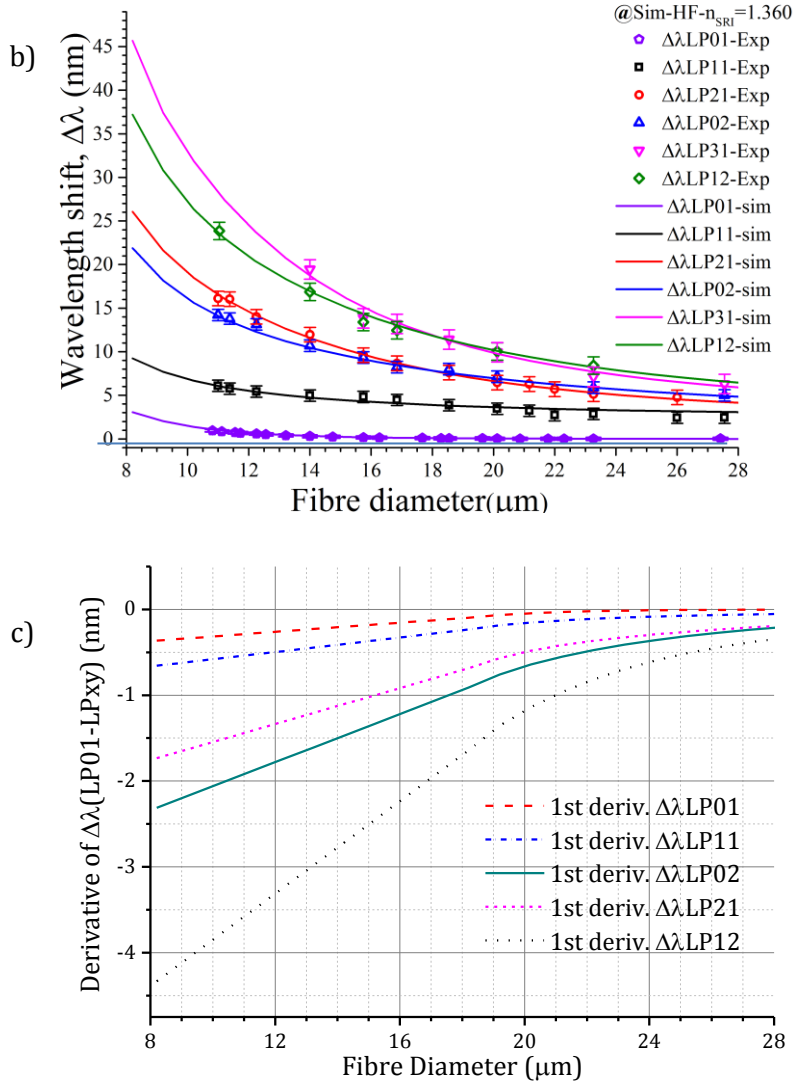 @Sim-HF-nSRI=1.360
b)
ΔλLP01-Exp
ΔλLP11-Exp
ΔλLP21-Exp
ΔλLP02-Exp
ΔλLP31-Exp
ΔλLP12-Exp
ΔλLP01-sim
ΔλLP11-sim
ΔλLP21-sim
ΔλLP02-sim
ΔλLP31-sim
ΔλLP12-sim
Wavelength shift, Δλ (nm)
45
40
35
30
25
20
15
10
5
0
8 10 12 14 16 18 20 22 24 26 28
Fibre diameter(μm)
c)
Derivative of Δλ(LP01-LPxy) (nm)
0
-1
-2
-3
-4
1st deriv. ΔλLP01
1st deriv. ΔλLP11
1st deriv. ΔλLP02
1st deriv. ΔλLP21
1st deriv. ΔλLP12
8 12 16 20 24 28
Fibre Diameter (μm)